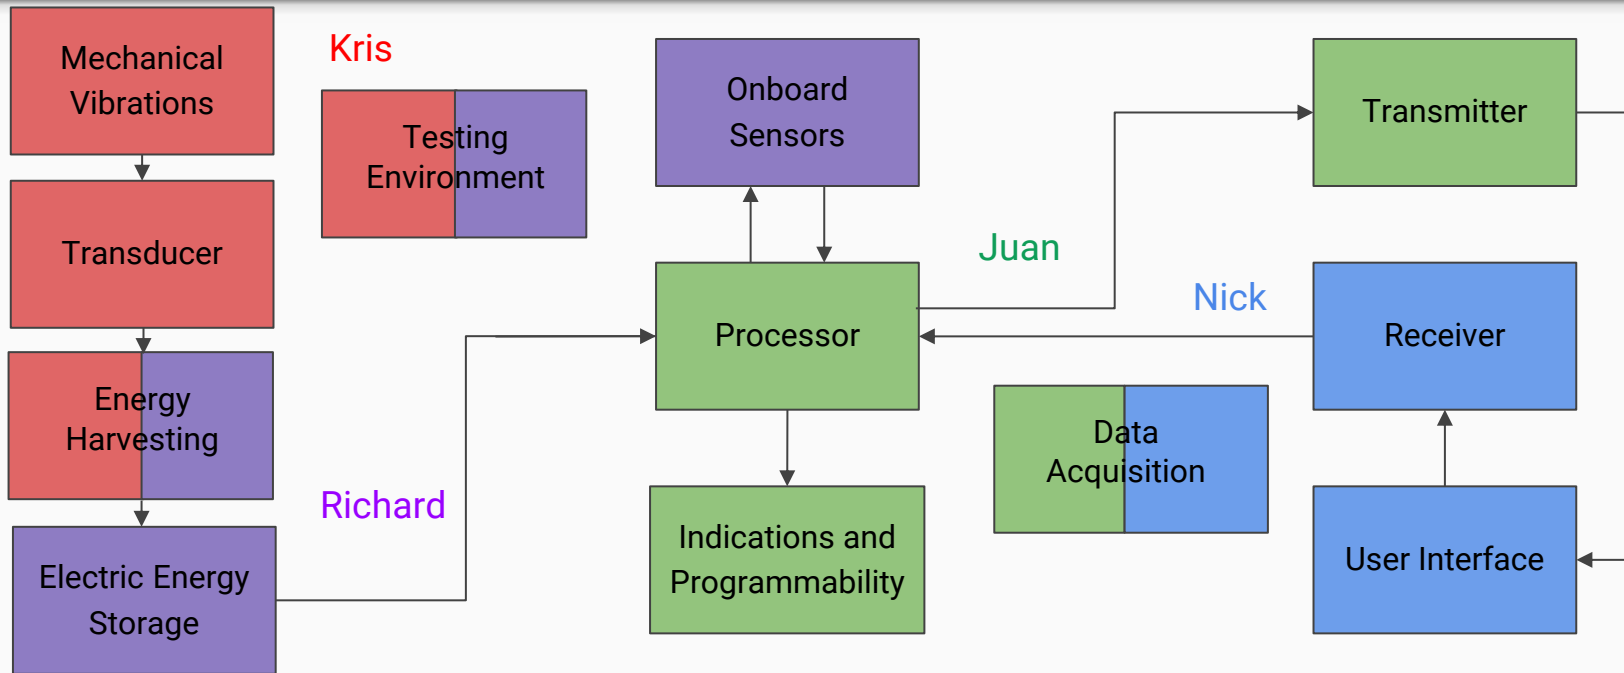 Mechanical
Vibrations
Kris
Testing
Environment
Onboard
Sensors
Transmitter
Transducer
Juan
Nick
Processor
Receiver
Energy
Harvesting
Data
Acquisition
Richard
Indications and
Programmability
User Interface
Electric Energy
Storage